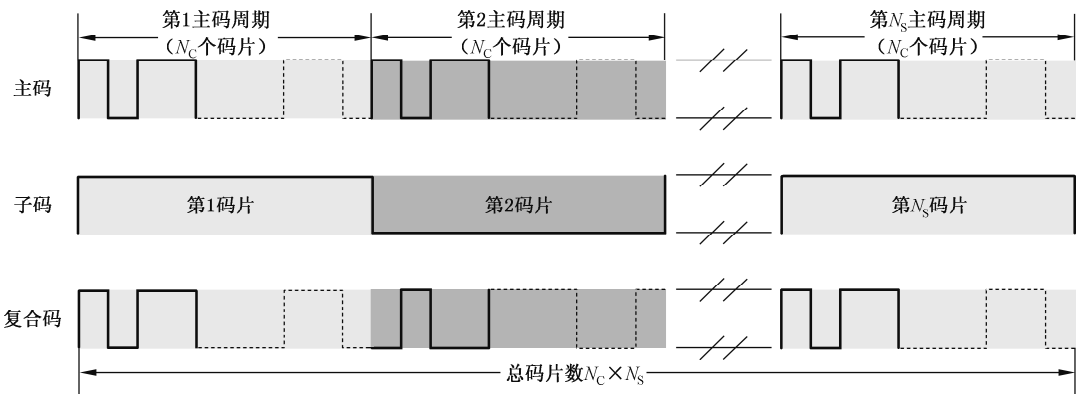 第1主码周期
（NC个码片）
第2主码周期
（NC个码片）
第NS主码周期
（NC个码片）
主码
子码
第1码片
第2码片
第NS码片
复合码
总码片数NC×NS